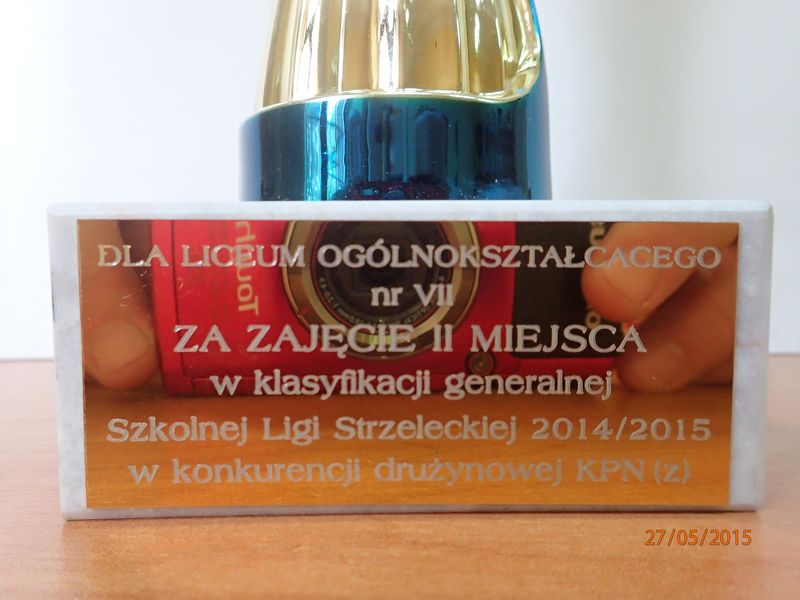 DLA LICEUM OGÓLNOKSZTAŁCACEGO
nr VII
ZA ZAJĘCIE II MIEJSCA
w klasyfikacji generalnej
Szkolnej Ligi Strzeleckiej 2014/2015
w konkurencji drużynowej KPN (z)
Tough
27/05/2015